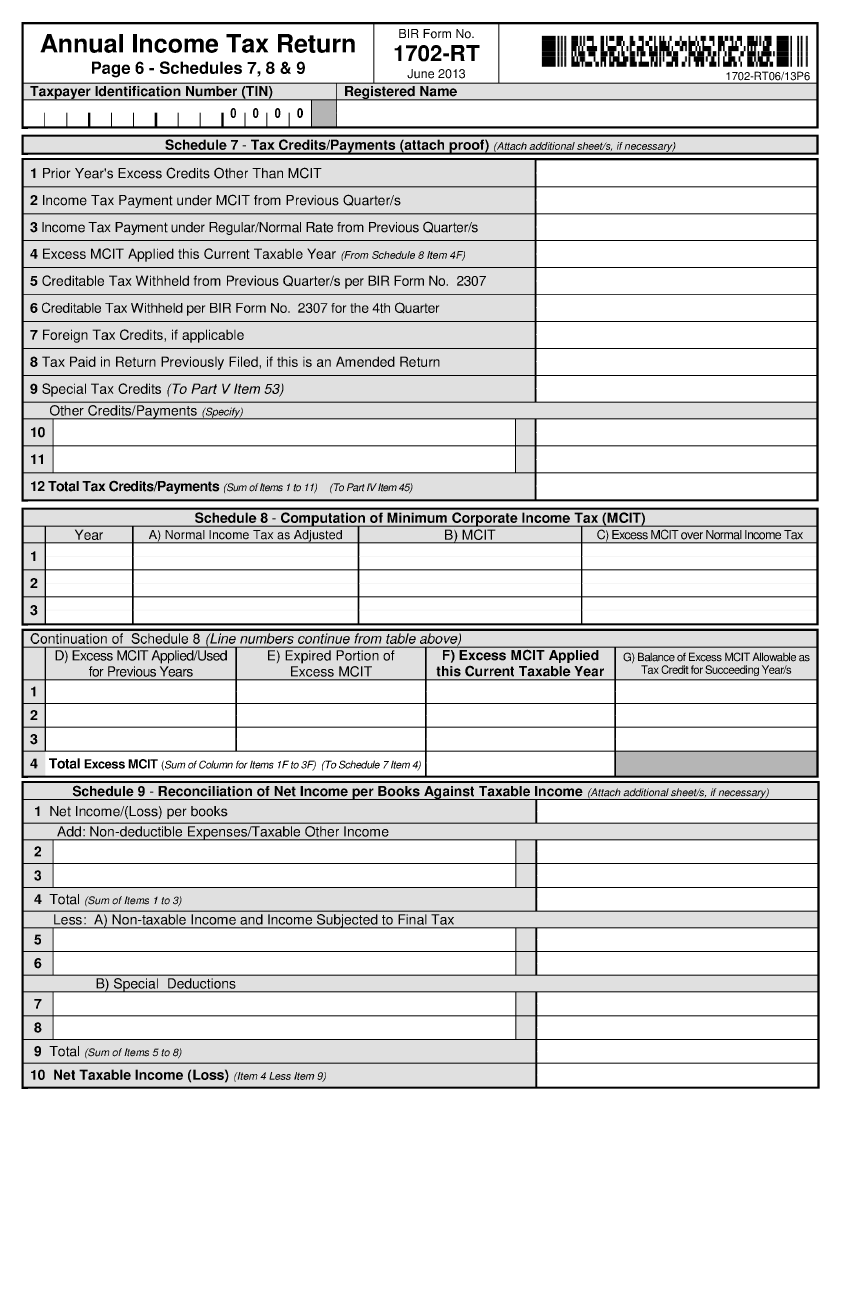 Annual Income Tax Return
Page 6 - Schedules 7, 8 & 9
BIR Form No.
1702-RT
June 2013
1702-RT06/13P6
Taxpayer Identification Number (TIN)
Registered Name
0 0 0 0
Schedule 7 - Tax Credits/Payments (attach proof) (Attach additional sheet/s, if necessary)
1 Prior Year's Excess Credits Other Than MCIT
2 Income Tax Payment under MCIT from Previous Quarter/s
3 Income Tax Payment under Regular/Normal Rate from Previous Quarter/s
4 Excess MCIT Applied this Current Taxable Year (From Schedule 8 Item 4F)
5 Creditable Tax Withheld from Previous Quarter/s per BIR Form No. 2307
6 Creditable Tax Withheld per BIR Form No. 2307 for the 4th Quarter
7 Foreign Tax Credits, if applicable
8 Tax Paid in Return Previously Filed, if this is an Amended Return
9 Special Tax Credits (To Part V Item 53)
Other Credits/Payments (Specify)
10
11
12 Total Tax Credits/Payments (Sum of Items 1 to 11) (To Part IV Item 45)
Schedule 8 - Computation of Minimum Corporate Income Tax (MCIT)
Year A) Normal Income Tax as Adjusted B) MCIT C) Excess MCIT over Normal Income Tax
1
2
3
Continuation of Schedule 8 (Line numbers continue from table above)
D) Excess MCIT Applied/Used
for Previous Years
E) Expired Portion of
Excess MCIT
F) Excess MCIT Applied
this Current Taxable Year
G) Balance of Excess MCIT Allowable as
Tax Credit for Succeeding Year/s
1
2
3
4 Total Excess MCIT (Sum of Column for Items 1F to 3F) (To Schedule 7 Item 4)
Schedule 9 - Reconciliation of Net Income per Books Against Taxable Income (Attach additional sheet/s, if necessary)
1 Net Income/(Loss) per books
Add: Non-deductible Expenses/Taxable Other Income
2
3
4 Total (Sum of Items 1 to 3)
Less: A) Non-taxable Income and Income Subjected to Final Tax
5
6
B) Special Deductions
7
8
9 Total (Sum of Items 5 to 8)
10 Net Taxable Income (Loss) (Item 4 Less Item 9)